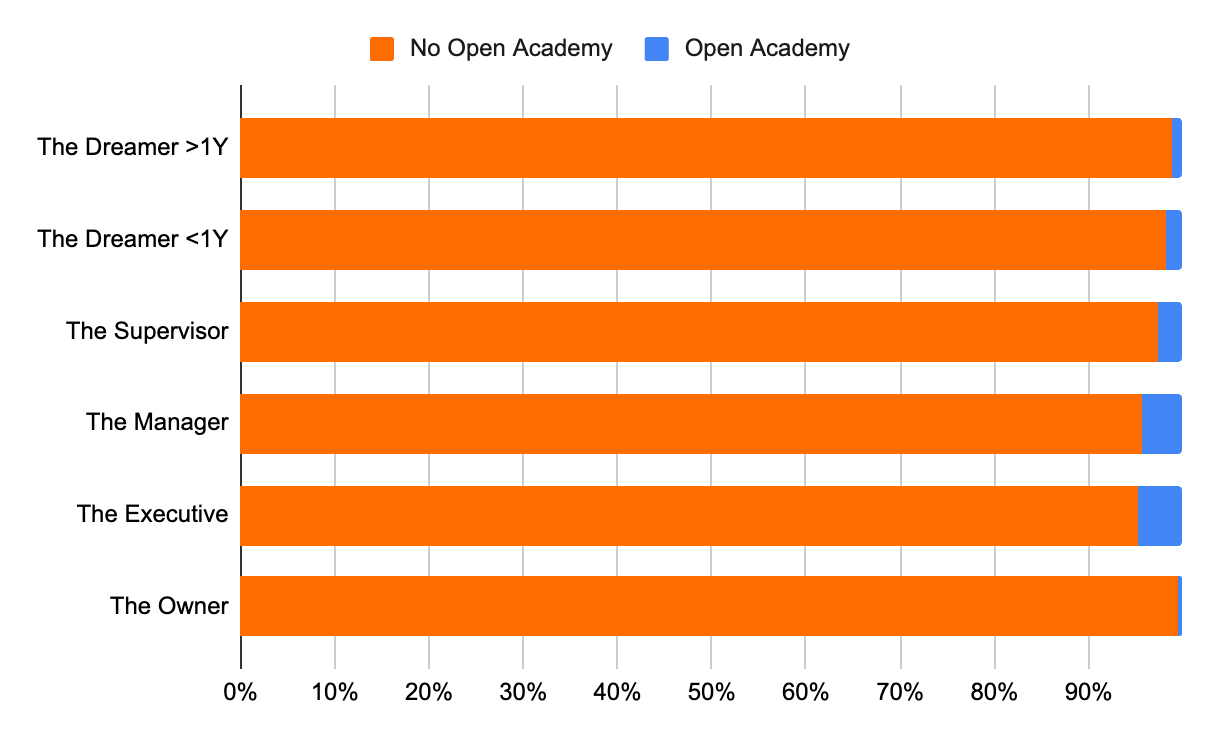 No Open Academy Open Academy
The Dreamer >1Y
The Dreamer <1Y
The Supervisor
The Manager
The Executive
The Owner
0% 10% 20% 30% 40% 50% 60% 70% 80% 90%